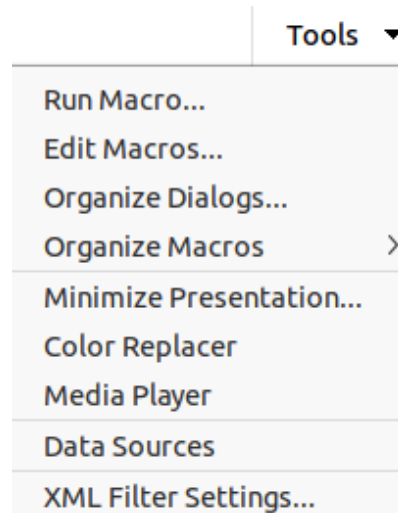 Tools
Run Macro...
Edit Macros...
Organize Dialogs...
Organize Macros
Minimize Presentation...
Color Replacer
Media Player
Data Sources
XML Filter Settings...